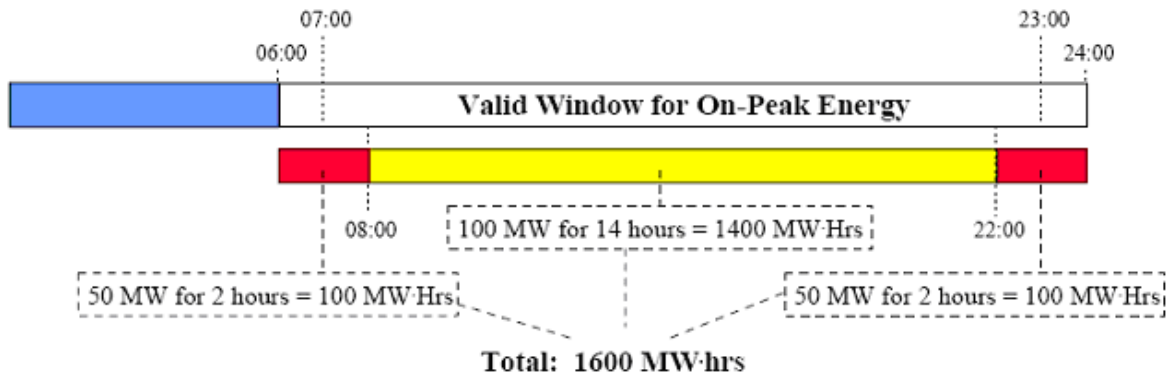 07:00
23:00
06:00
24:00
Valid Window for On-Peak Energy
08:00
100 MW for 14 hours = 1400 MW·Hrs
22:00
50 MW for 2 hours = 100 MW·Hrs
50 MW for 2 hours = 100 MW·Hrs
Total: 1600 MW·hrs